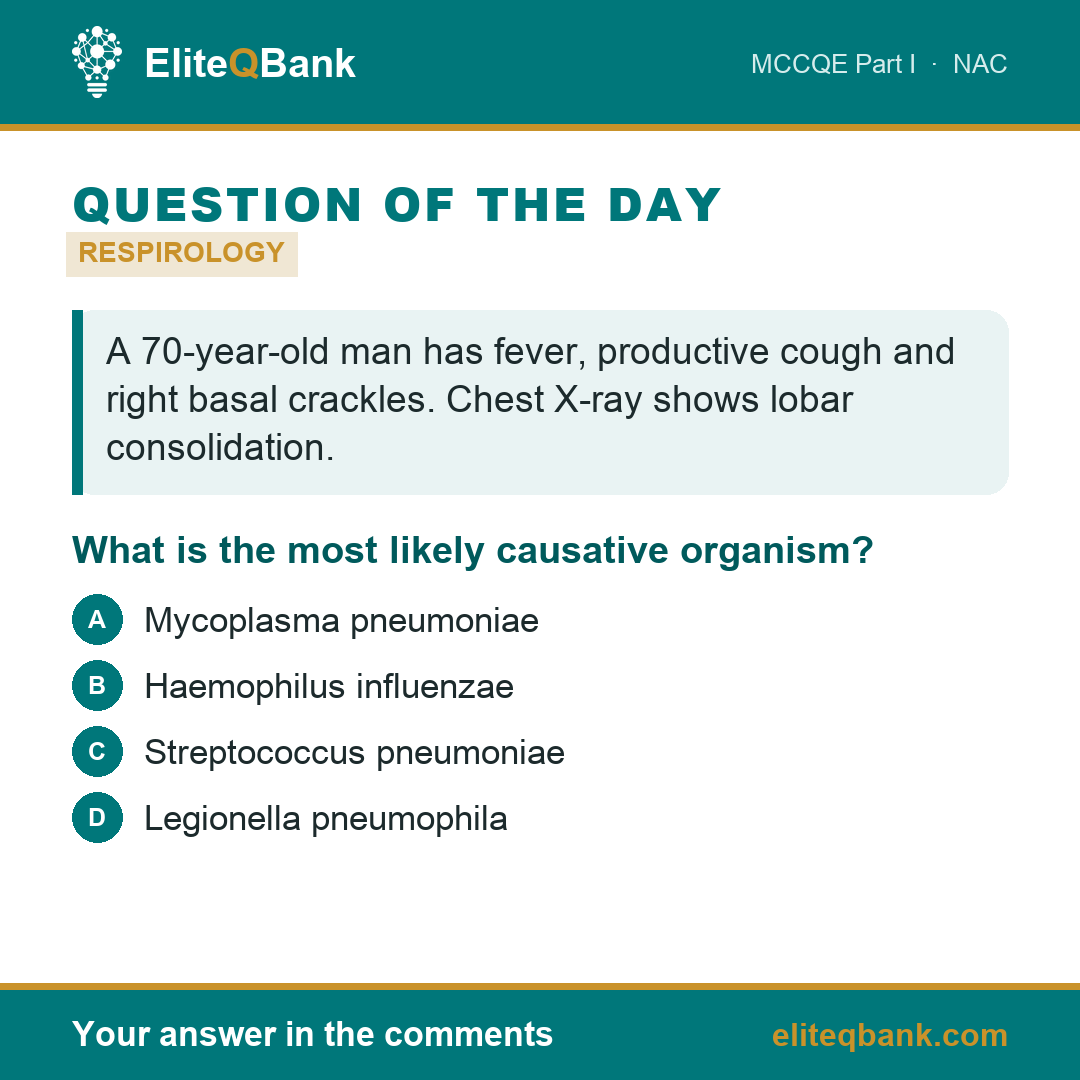 EliteQBank
MCCQE Part I · NAC
QUESTION OF THE DAY
RESPIROLOGY
A 70-year-old man has fever, productive cough and
right basal crackles. Chest X-ray shows lobar
consolidation.
What is the most likely causative organism?
A Mycoplasma pneumoniae
B Haemophilus influenzae
C Streptococcus pneumoniae
D Legionella pneumophila
Your answer in the comments
eliteqbank.com